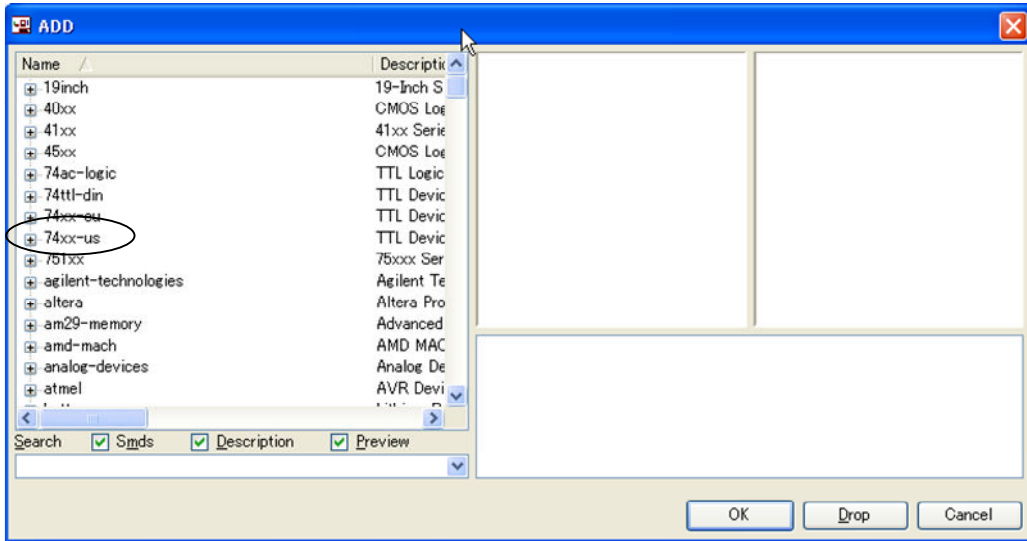 ADD
Name Descriptic
19inch 19-Inch S
40xx CMOS Log
41xx 41xx Serie
45xx CMOS Log
74ac-logic TTL Logic
74ttl-din TTL Devic
74xx-eu TTL Devic
74xx-us TTL Devic
751xx 75xxx Ser
agilent-technologies Agilent Te
altera Altera Pro
am29-memory Advanced
amd-mach AMD MAC
analog-devices Analog De
atmel AVR Devi
Search Smds Description Preview
OK Drop Cancel